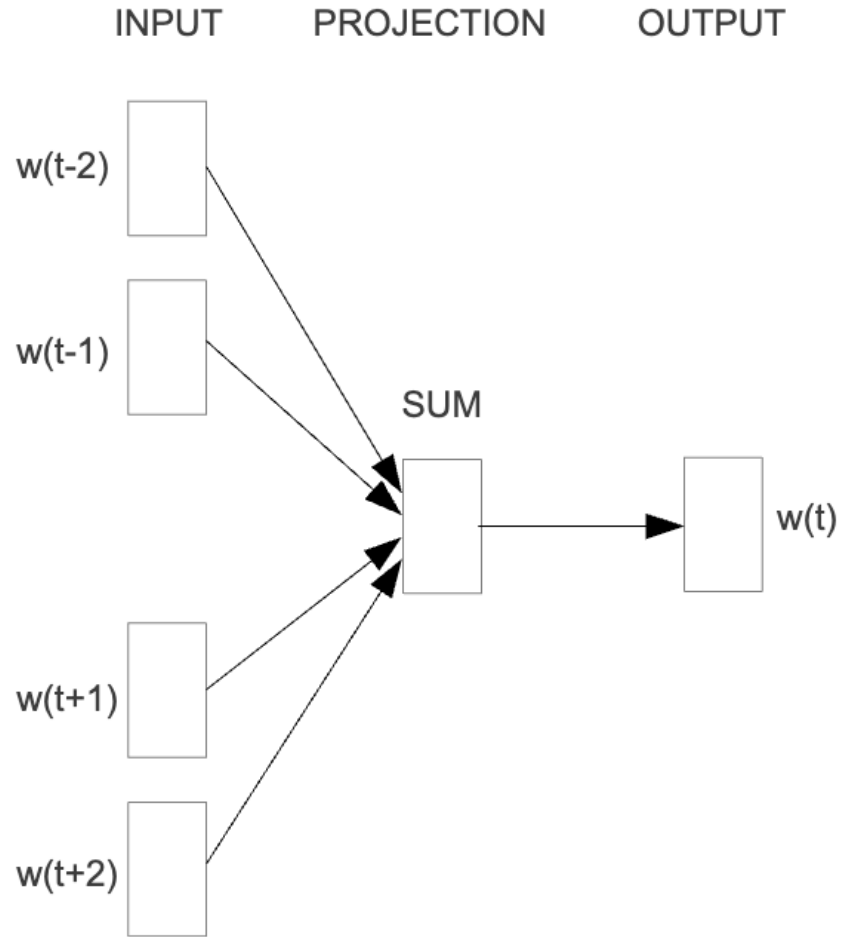 INPUT PROJECTION OUTPUT
w(t-2)
w(t-1)
SUM
w(t)
w(t+1)
w(t+2)